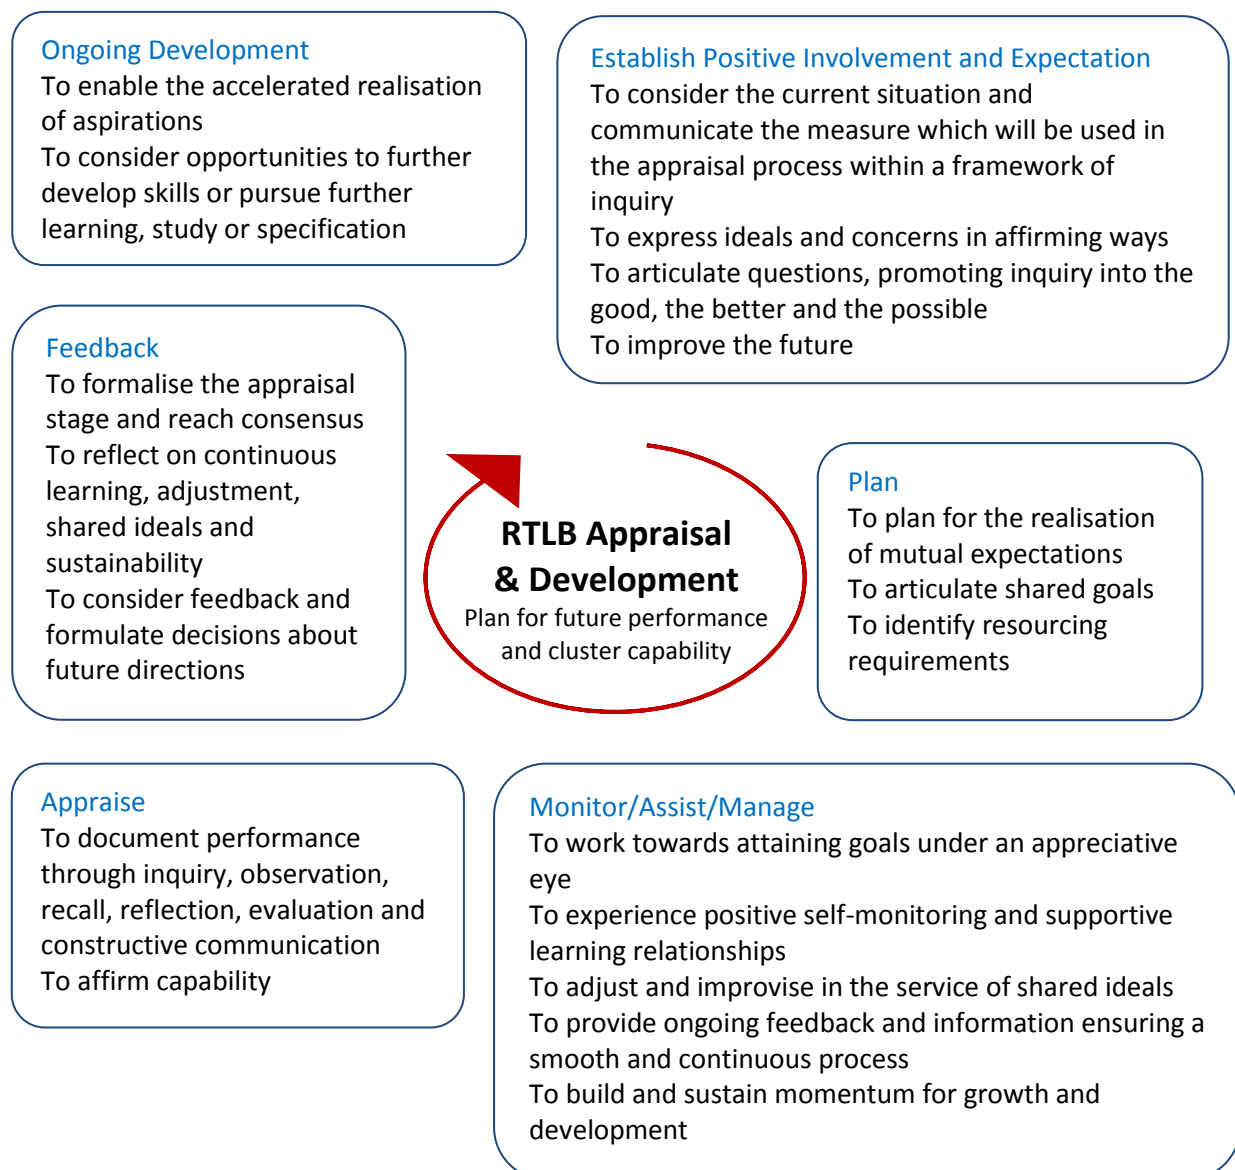 Ongoing Development
To enable the accelerated realisation
of aspirations
To consider opportunities to further
develop skills or pursue further
learning, study or specification
Establish Positive Involvement and Expectation
To consider the current situation and
communicate the measure which will be used in
the appraisal process within a framework of
inquiry
To express ideals and concerns in affirming ways
To articulate questions, promoting inquiry into the
good, the better and the possible
To improve the future
Feedback
To formalise the appraisal
stage and reach consensus
To reflect on continuous
learning, adjustment,
shared ideals and
sustainability
To consider feedback and
formulate decisions about
future directions
RTLB Appraisal
& Development
Plan for future performance
and cluster capability
Plan
To plan for the realisation
of mutual expectations
To articulate shared goals
To identify resourcing
requirements
Appraise
To document performance
through inquiry, observation,
recall, reflection, evaluation and
constructive communication
To affirm capability
Monitor/Assist/Manage
To work towards attaining goals under an appreciative
eye
To experience positive self-monitoring and supportive
learning relationships
To adjust and improvise in the service of shared ideals
To provide ongoing feedback and information ensuring a
smooth and continuous process
To build and sustain momentum for growth and
development